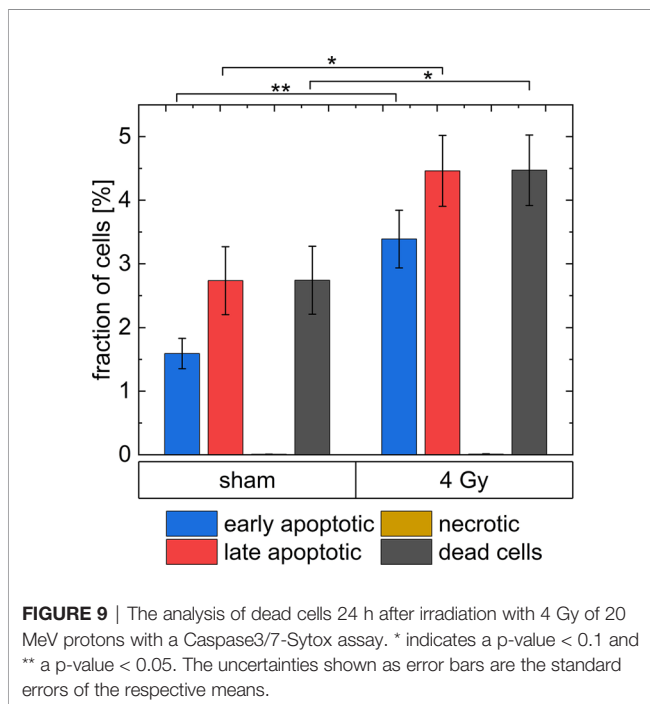 *
** *
5
4
3
2
1
0
fraction of cells [%]
sham 4 Gy
early apoptotic necrotic
late apoptotic dead cells
FIGURE 9 | The analysis of dead cells 24 h after irradiation with 4 Gy of 20
MeV protons with a Caspase3/7-Sytox assay. * indicates a p-value < 0.1 and
** a p-value < 0.05. The uncertainties shown as error bars are the standard
errors of the respective means.